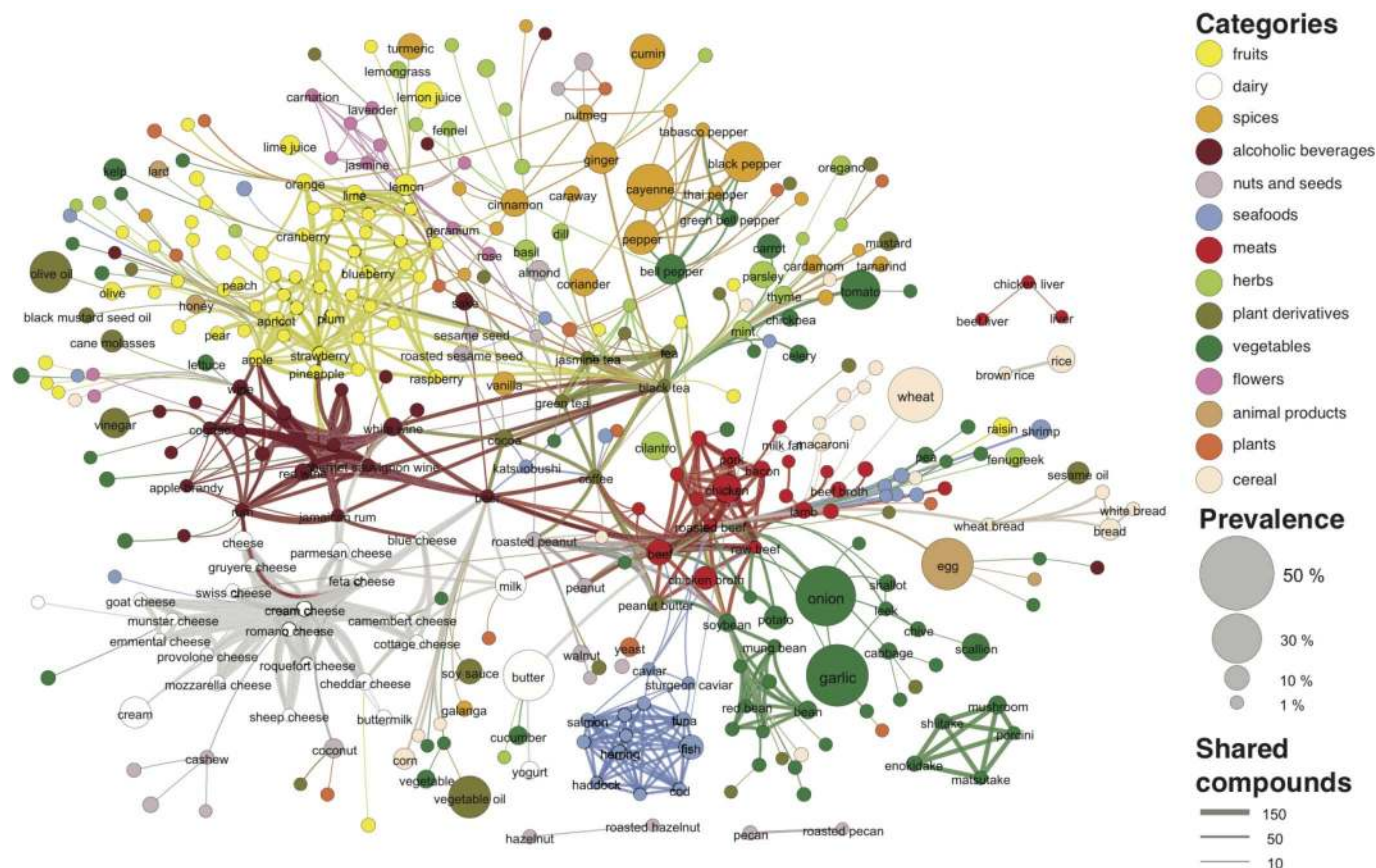 Categories
fruits
dairy
spices
alcoholic beverages
nuts and seeds
seafoods
meats
herbs
plant derivatives
vegetables
flowers
animal products
plants
cereal
Prevalence
50 %
30 %
10 %
1 %
Shared
compounds
150
50
10
turmeric
cumin
lemongrass
carnation
lemon juice
lavender
nutmeg
tabasco pepper
fennel
lime juice
jasmine
ginger
black pepper
oregano
kelp
lard
orange
lime
lemon
cayenne
thai pepper
caraway
cinnamon
green bell pepper
cranberry
geranium
dill
pepper
mustard
carrot
rose
basil
blueberry
bell pepper
cardamom
tamarind
olive oil
peach
almond
coriander
parsley
tomato
chicken liver
olive
honey
sake
thyme
black mustard seed oil
apricot
plum
mint
chickpea
beef liver
liver
pear
sesame seed
cane molasses
tea
celery
rice
apple
strawberry
roasted sesame seed
jasmine tea
brown rice
lettuce
pineapple
raspberry
vanilla
black tea
wine
green tea
wheat
vinegar
cognac
white wine
cocoa
cilantro
milk fat
macaroni
raisin
shrimp
cabernet sauvignon wine
red wine
katsuobushi
pork
bacon
pea
fenugreek
apple brandy
coffee
chicken
beef broth
sesame oil
beer
lamb
rum
jamaican rum
roasted beef
wheat bread
white bread
bread
cheese
parmesan cheese
blue cheese
roasted peanut
beef
raw beef
gruyere cheese
feta cheese
egg
swiss cheese
milk
peanut
chicken broth
shallot
goat cheese
cream cheese
camembert cheese
peanut butter
onion
munster cheese
romano cheese
soybean
potato
leek
emmental cheese
cottage cheese
chive
provolone cheese
yeast
mung bean
cabbage
scallion
roquefort cheese
walnut
caviar
mozzarella cheese
cheddar cheese
soy sauce
butter
sturgeon caviar
garlic
cream
sheep cheese
buttermilk
galanga
salmon
tuna
red bean
bean
mushroom
shiitake
cucumber
porcini
coconut
herring
fish
cashew
corn
yogurt
enokidake
vegetable
haddock
cod
matsutake
vegetable oil
hazelnut
roasted hazelnut
pecan
roasted pecan